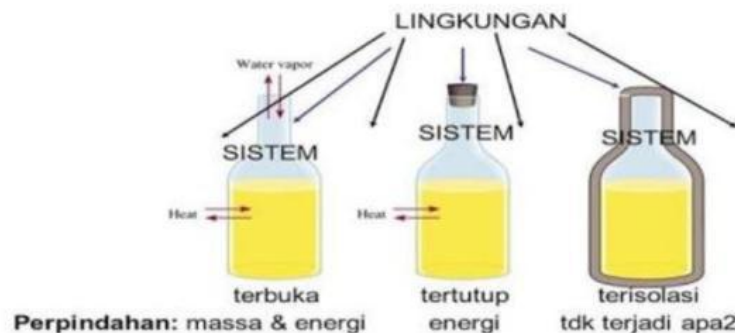 LINGKUNGAN
Water vapor
SISTEM
SISTEM
SISTEM
Heat
Heat
terbuka
tertutup
terisolasi
Perpindahan: massa & energi
energi
tdk terjadi apa2